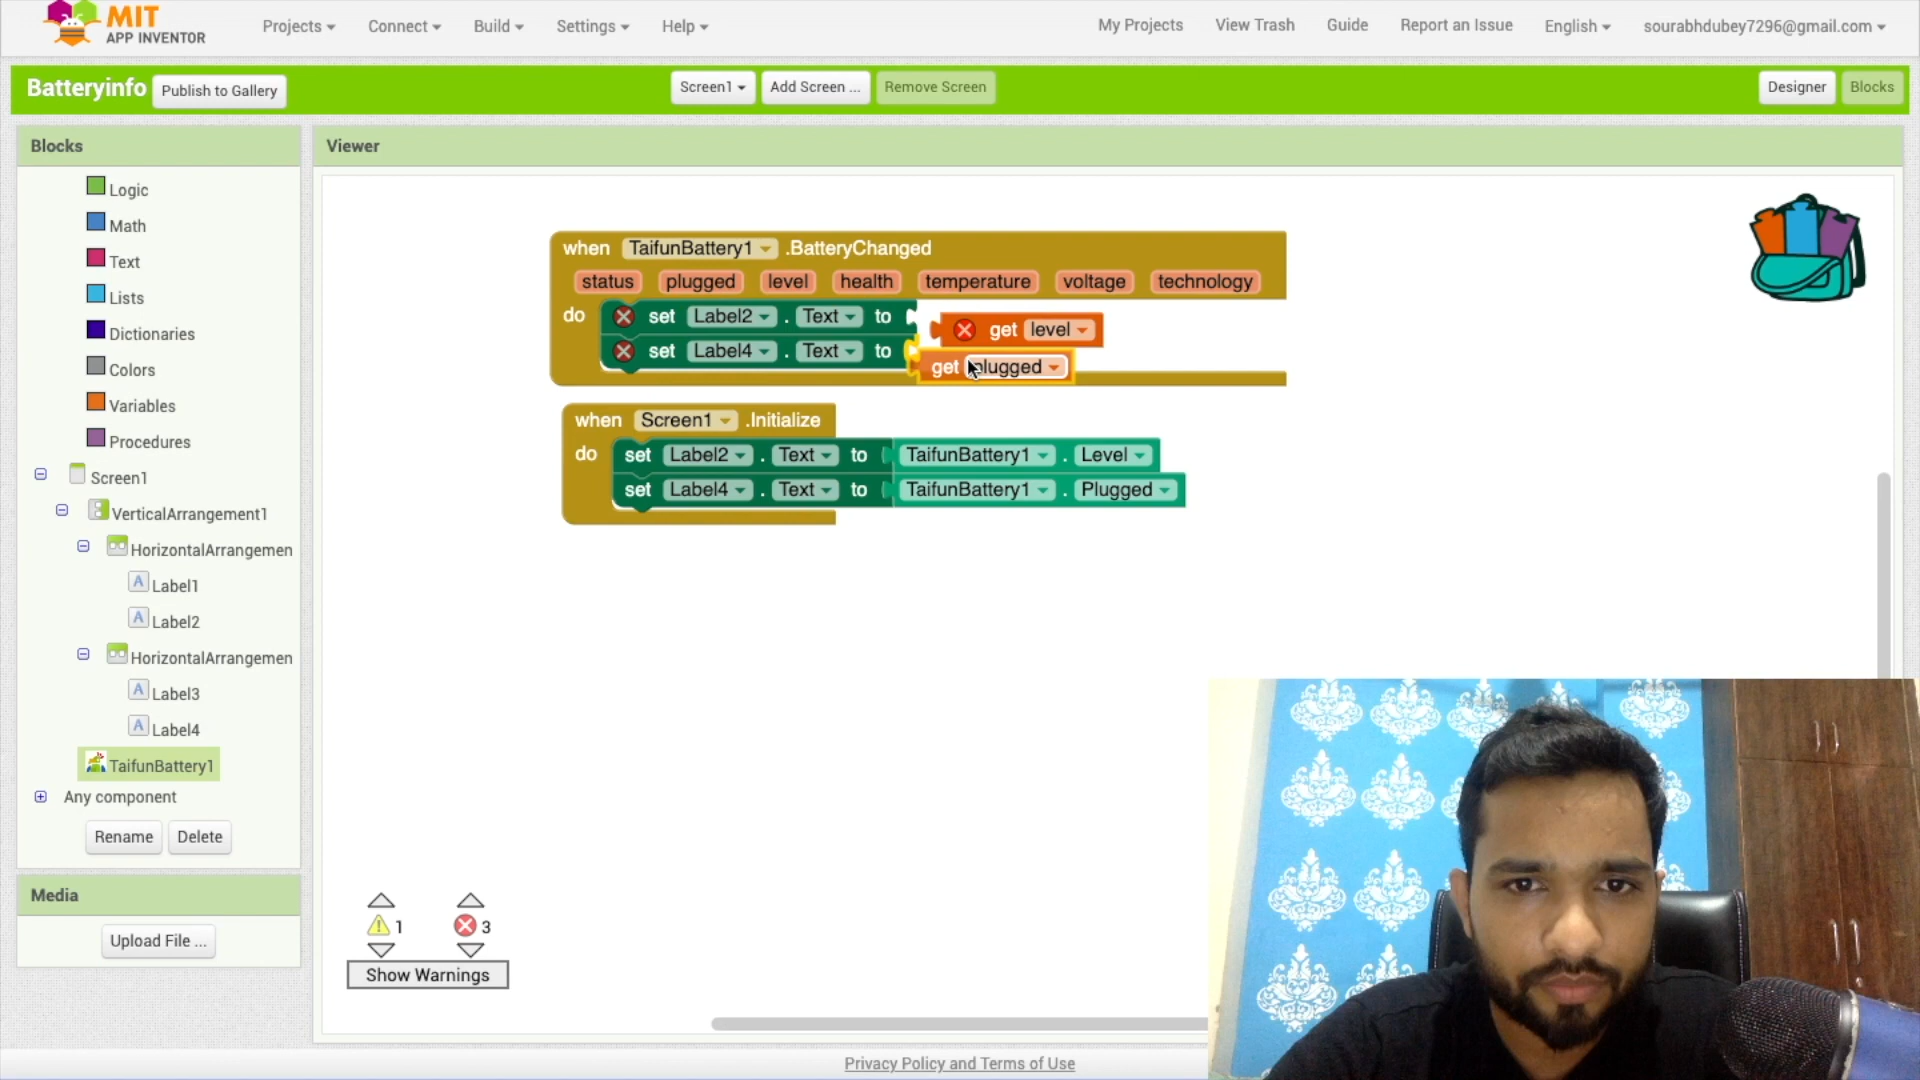 MIT
APP INVENTOR
Projects Connect Build Settings Help My Projects View Trash Guide Report an Issue English sourabhdubey7296@gmail.com
Batteryinfo Publish to Gallery Screen1 Add Screen ... Remove Screen Designer Blocks
Blocks
Viewer
Logic
Math
Text
Lists
Dictionaries
Colors
Variables
Procedures
Screen1
VerticalArrangement1
HorizontalArrangemen
Label1
Label2
HorizontalArrangemen
Label3
Label4
TaifunBattery1
Any component
Rename Delete
Media
Upload File ...
when TaifunBattery1 .BatteryChanged
status plugged level health temperature voltage technology
do set Label2 . Text to
get level
set Label4 . Text to
get plugged
when Screen1 .Initialize
do set Label2 . Text to TaifunBattery1 . Level
set Label4 . Text to TaifunBattery1 . Plugged
1 3
Show Warnings
Privacy Policy and Terms of Use